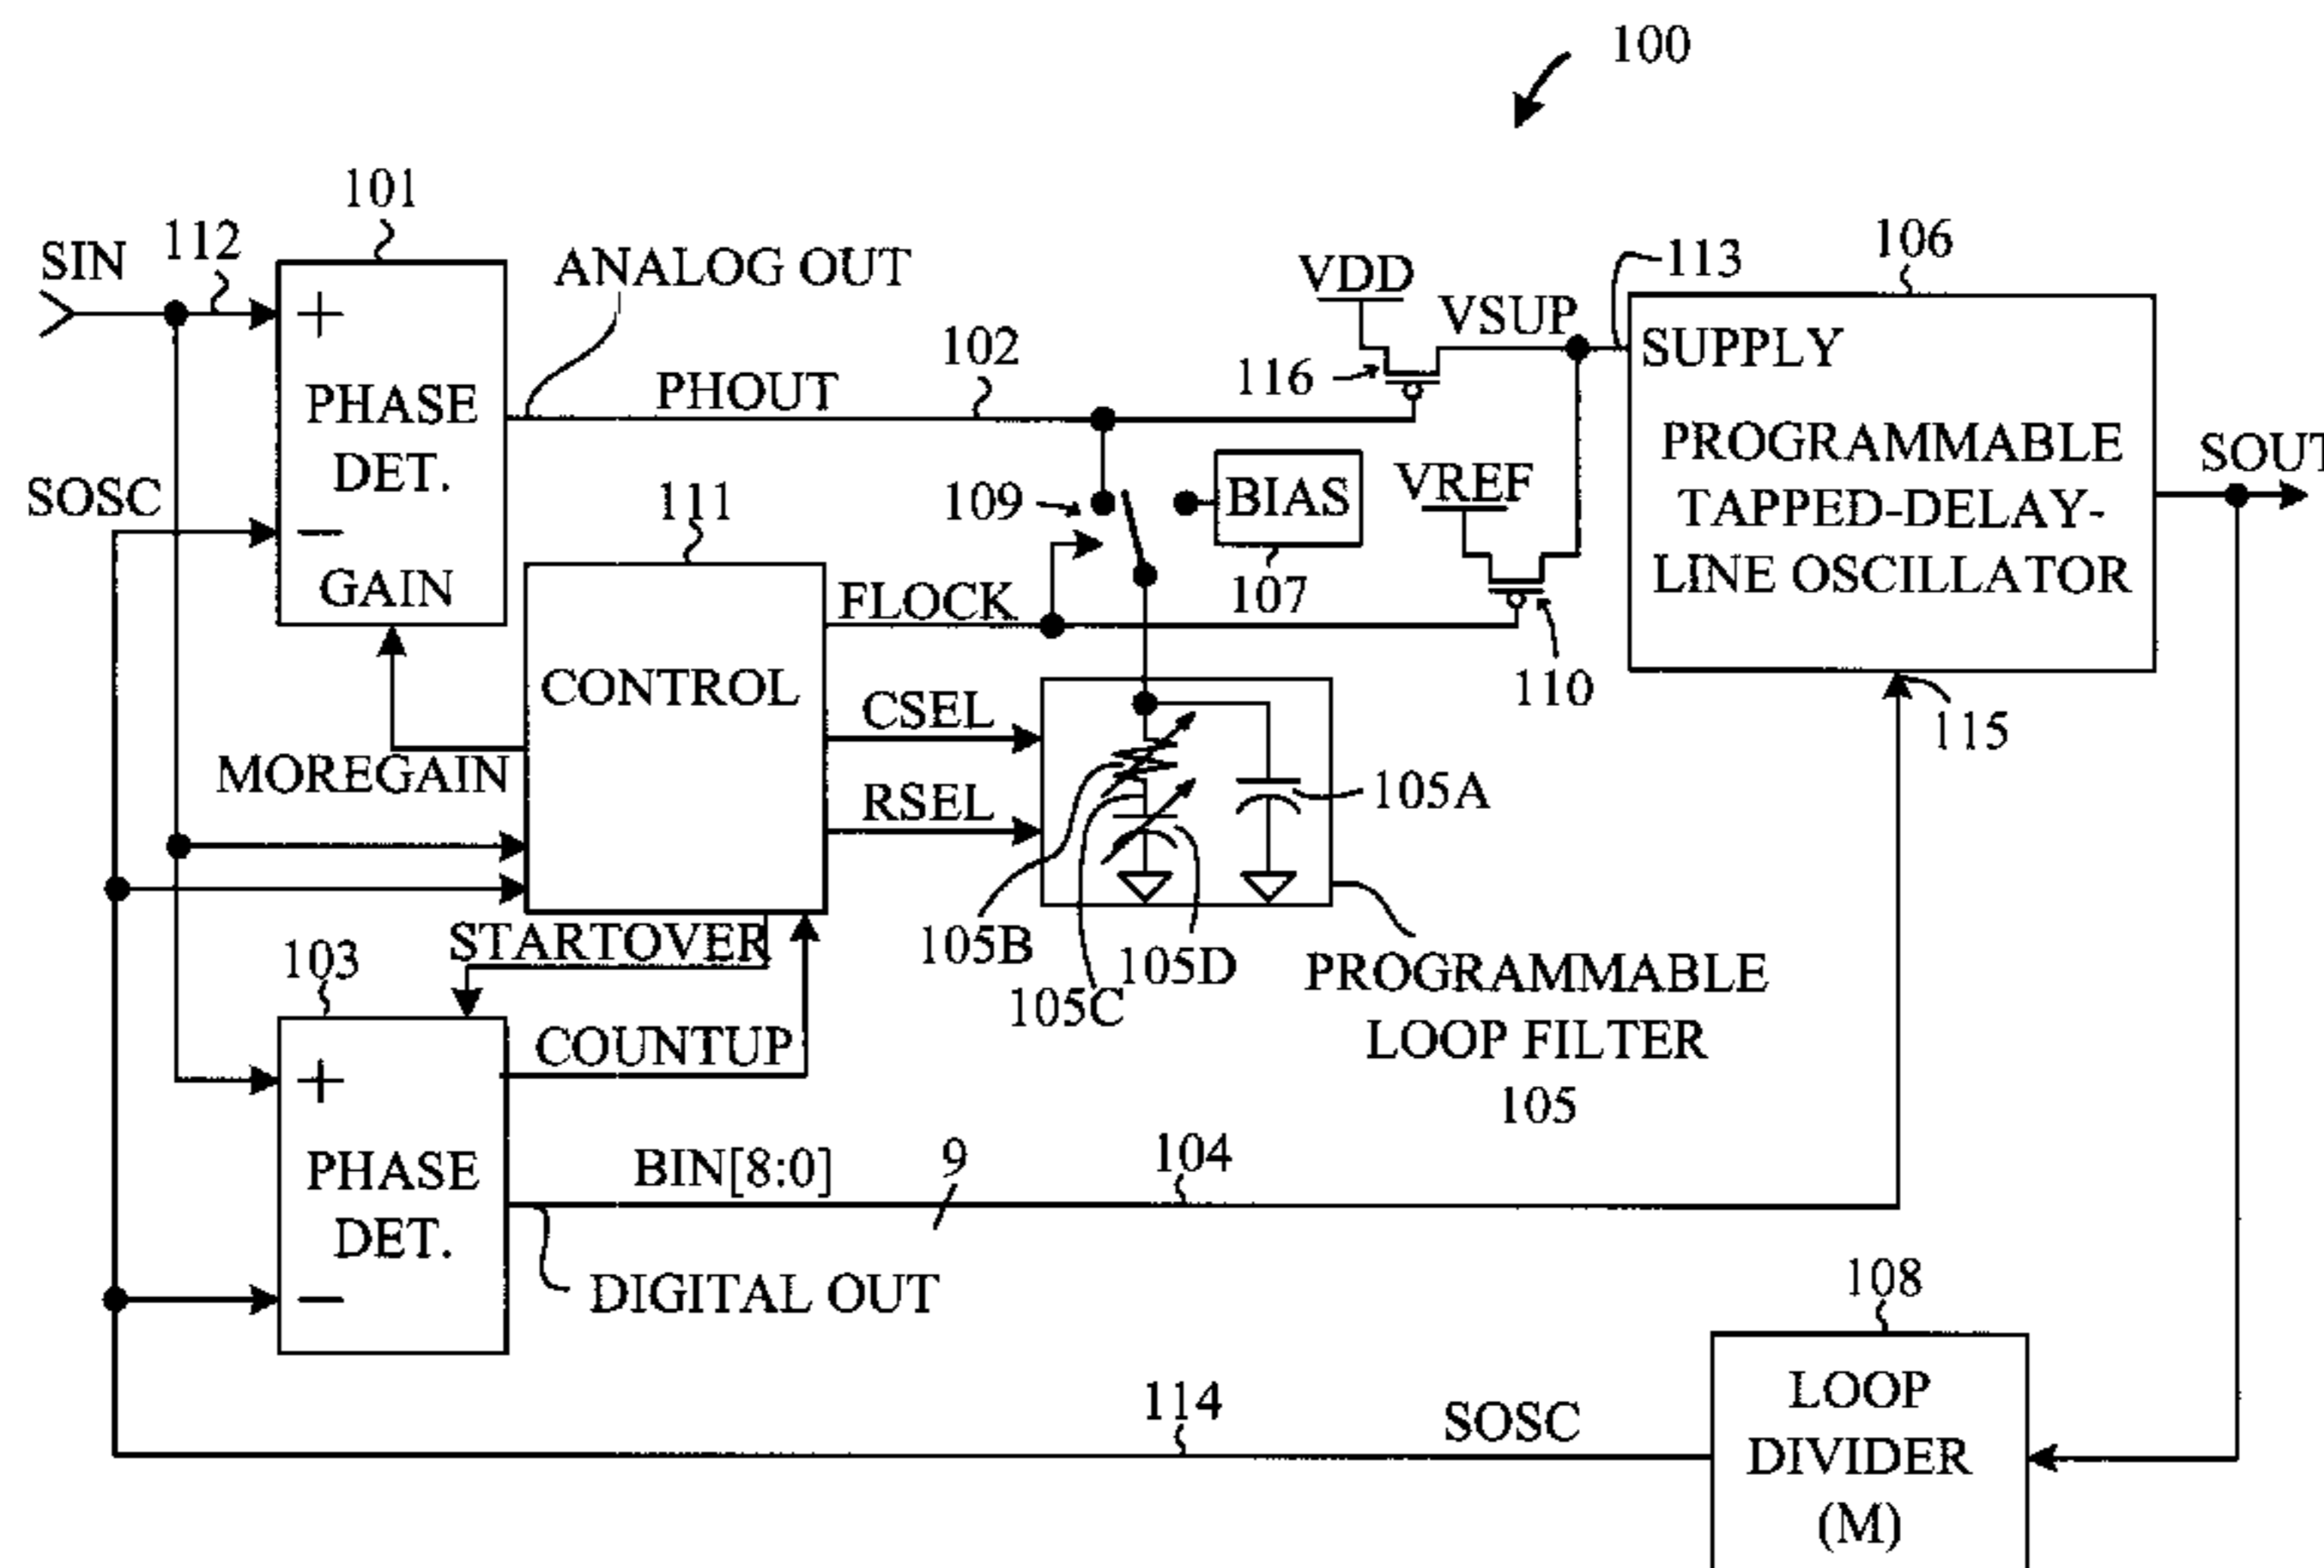 100
101
SIN
112
+
PHASE
DET.
−
GAIN
SOSC
ANALOG OUT
PHOUT
102
VDD
116
VSUP
113
106
SUPPLY
PROGRAMMABLE
TAPPED-DELAY-
LINE OSCILLATOR
SOUT
109
BIAS
107
VREF
110
115
111
CONTROL
FLOCK
CSEL
RSEL
MOREGAIN
STARTOVER
COUNTUP
105A
105B
105C
105D
PROGRAMMABLE
LOOP FILTER
105
103
+
PHASE
DET.
−
BIN[8:0]
9
104
DIGITAL OUT
108
LOOP
DIVIDER
(M)
114
SOSC